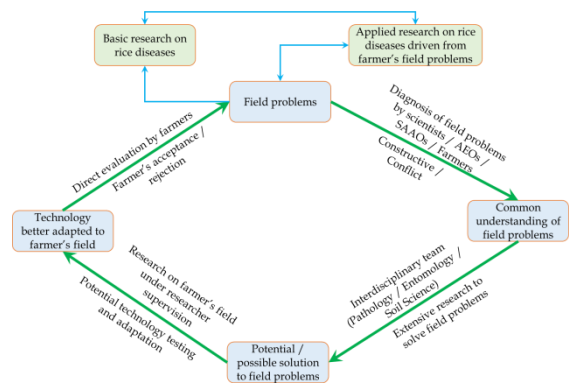 Basic research on
rice diseases
Applied research on rice
diseases driven from
farmer's field problems
Field problems
Diagnosis of field problems
by scientists / AEOs /
SAAOs / Farmers
Constructive /
Conflict
Common
understanding of
field problems
Interdisciplinary team
(Pathology / Entomology /
Soil Science)
Extensive research to
solve field problems
Potential /
possible solution
to field problems
Research on farmer's field
under researcher
supervision
Potential technology testing
and adaptation
Technology
better adapted to
farmer's field
Direct evaluation by farmers
Farmer's acceptance /
rejection